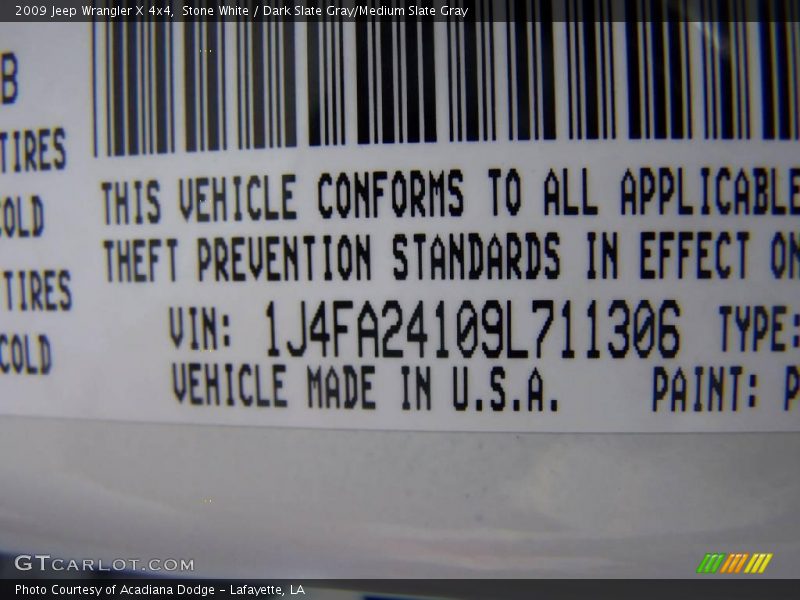 2009 Jeep Wrangler X 4x4, Stone White / Dark Slate Gray/Medium Slate Gray
B
TIRES
COLD
TIRES
COLD
THIS VEHICLE CONFORMS TO ALL APPLICABLE
THEFT PREVENTION STANDARDS IN EFFECT ON
VIN: 1J4FA24109L711306 TYPE:
VEHICLE MADE IN U.S.A. PAINT: P
GTCARLOT.COM
Photo Courtesy of Acadiana Dodge - Lafayette, LA